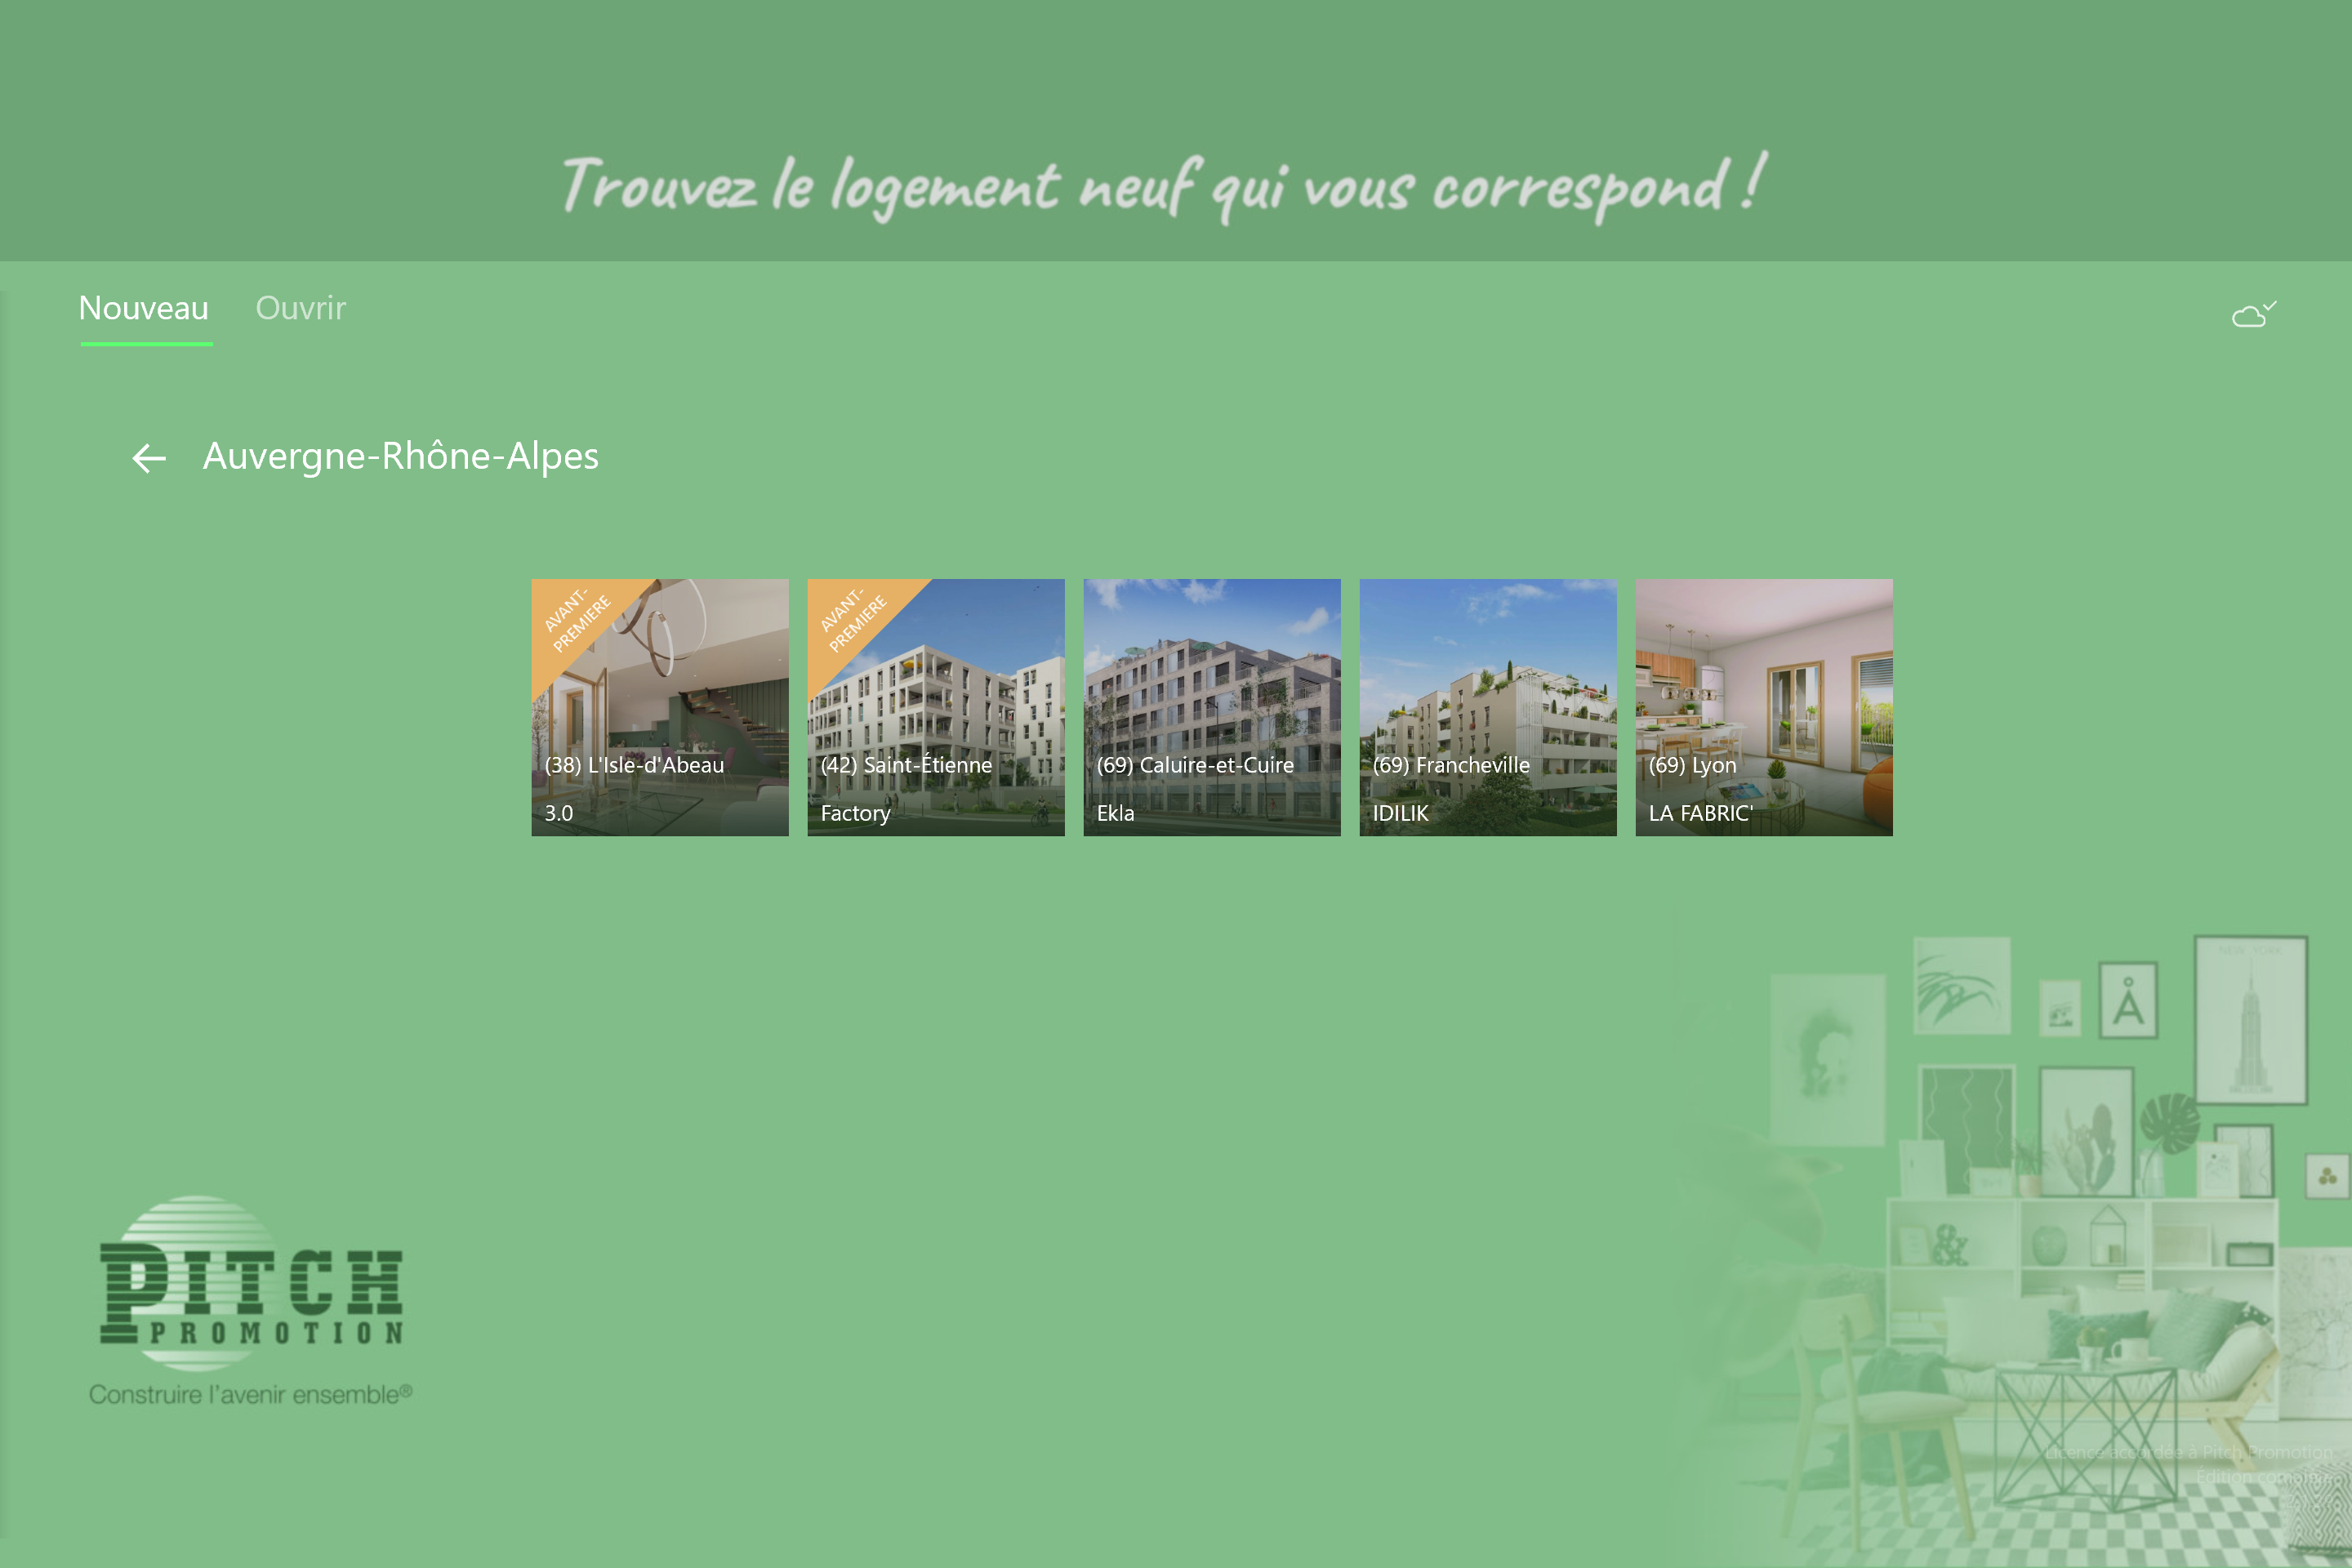 Trouvez le logement neuf qui vous correspond !
Nouveau
Ouvrir
Auvergne-Rhône-Alpes
AVANT-
PREMIERE
(38) L'Isle-d'Abeau
3.0
AVANT-
PREMIERE
(42) Saint-Étienne
Factory
(69) Caluire-et-Cuire
Ekla
(69) Francheville
IDILIK
(69) Lyon
LA FABRIC'
NEW YORK
Å
&
PITCH
PROMOTION
Construire l'avenir ensemble®
Licence accordée à Pitch Promotion
Édition